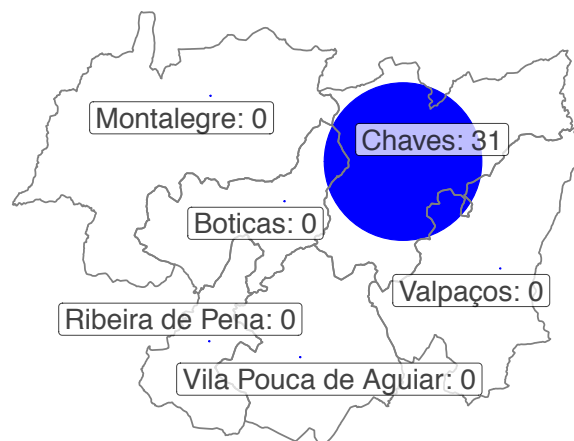 Montalegre: 0
Chaves: 31
Boticas: 0
Valpaços: 0
Ribeira de Pena: 0
Vila Pouca de Aguiar: 0